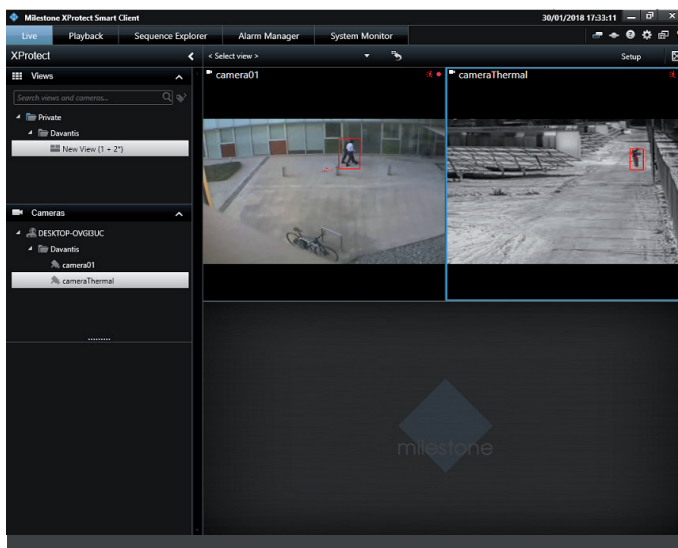 Milestone XProtect Smart Client
30/01/2018 17:33:11
Live Playback Sequence Explorer Alarm Manager System Monitor
XProtect
< Select view >
Setup
Views
camera01
cameraThermal
Search views and cameras...
Private
Davantis
New View (1 + 2*)
Cameras
DESKTOP-OVGI3UC
Davantis
camera01
cameraThermal
milestone